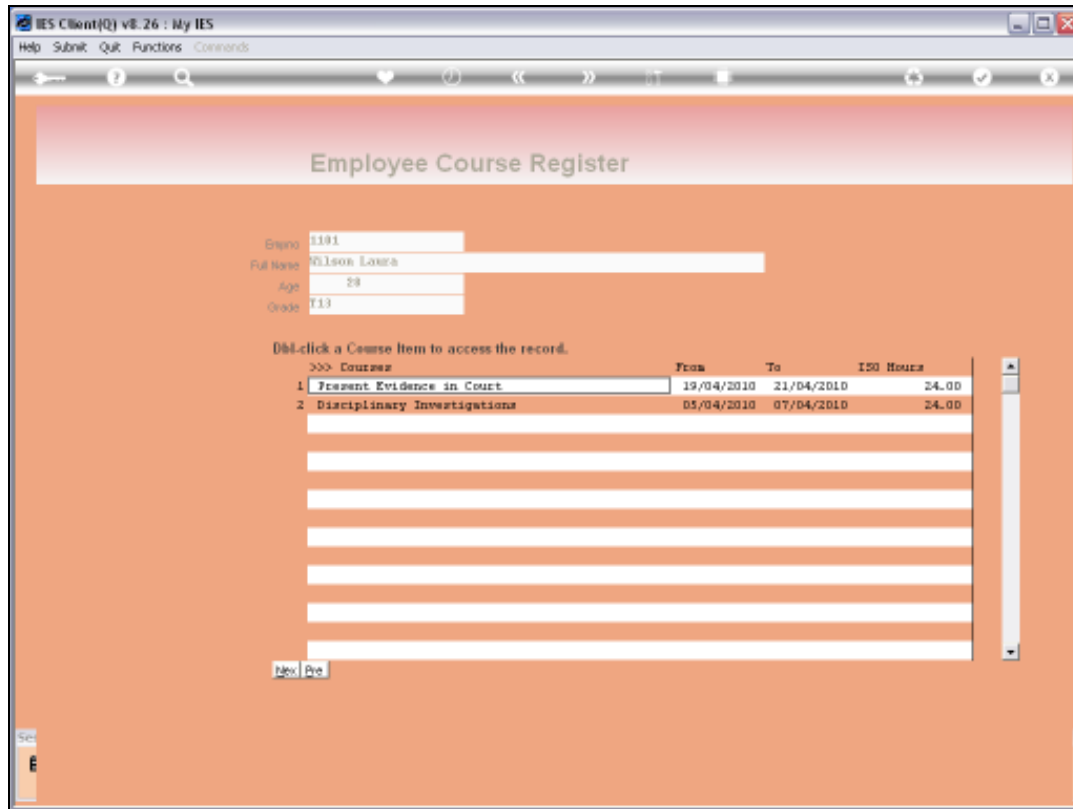 IES Client(Q) v8.26 : My IES
Help Submit Quit Functions Commands
Employee Course Register
Empno 1101
Full Name Wilson Laura
Age 28
Grade T13
Dbl-click a Course Item to access the record.
>>> Courses From To ISO Hours
1 Present Evidence in Court 19/04/2010 21/04/2010 24.00
2 Disciplinary Investigations 05/04/2010 07/04/2010 24.00
Nex Pre